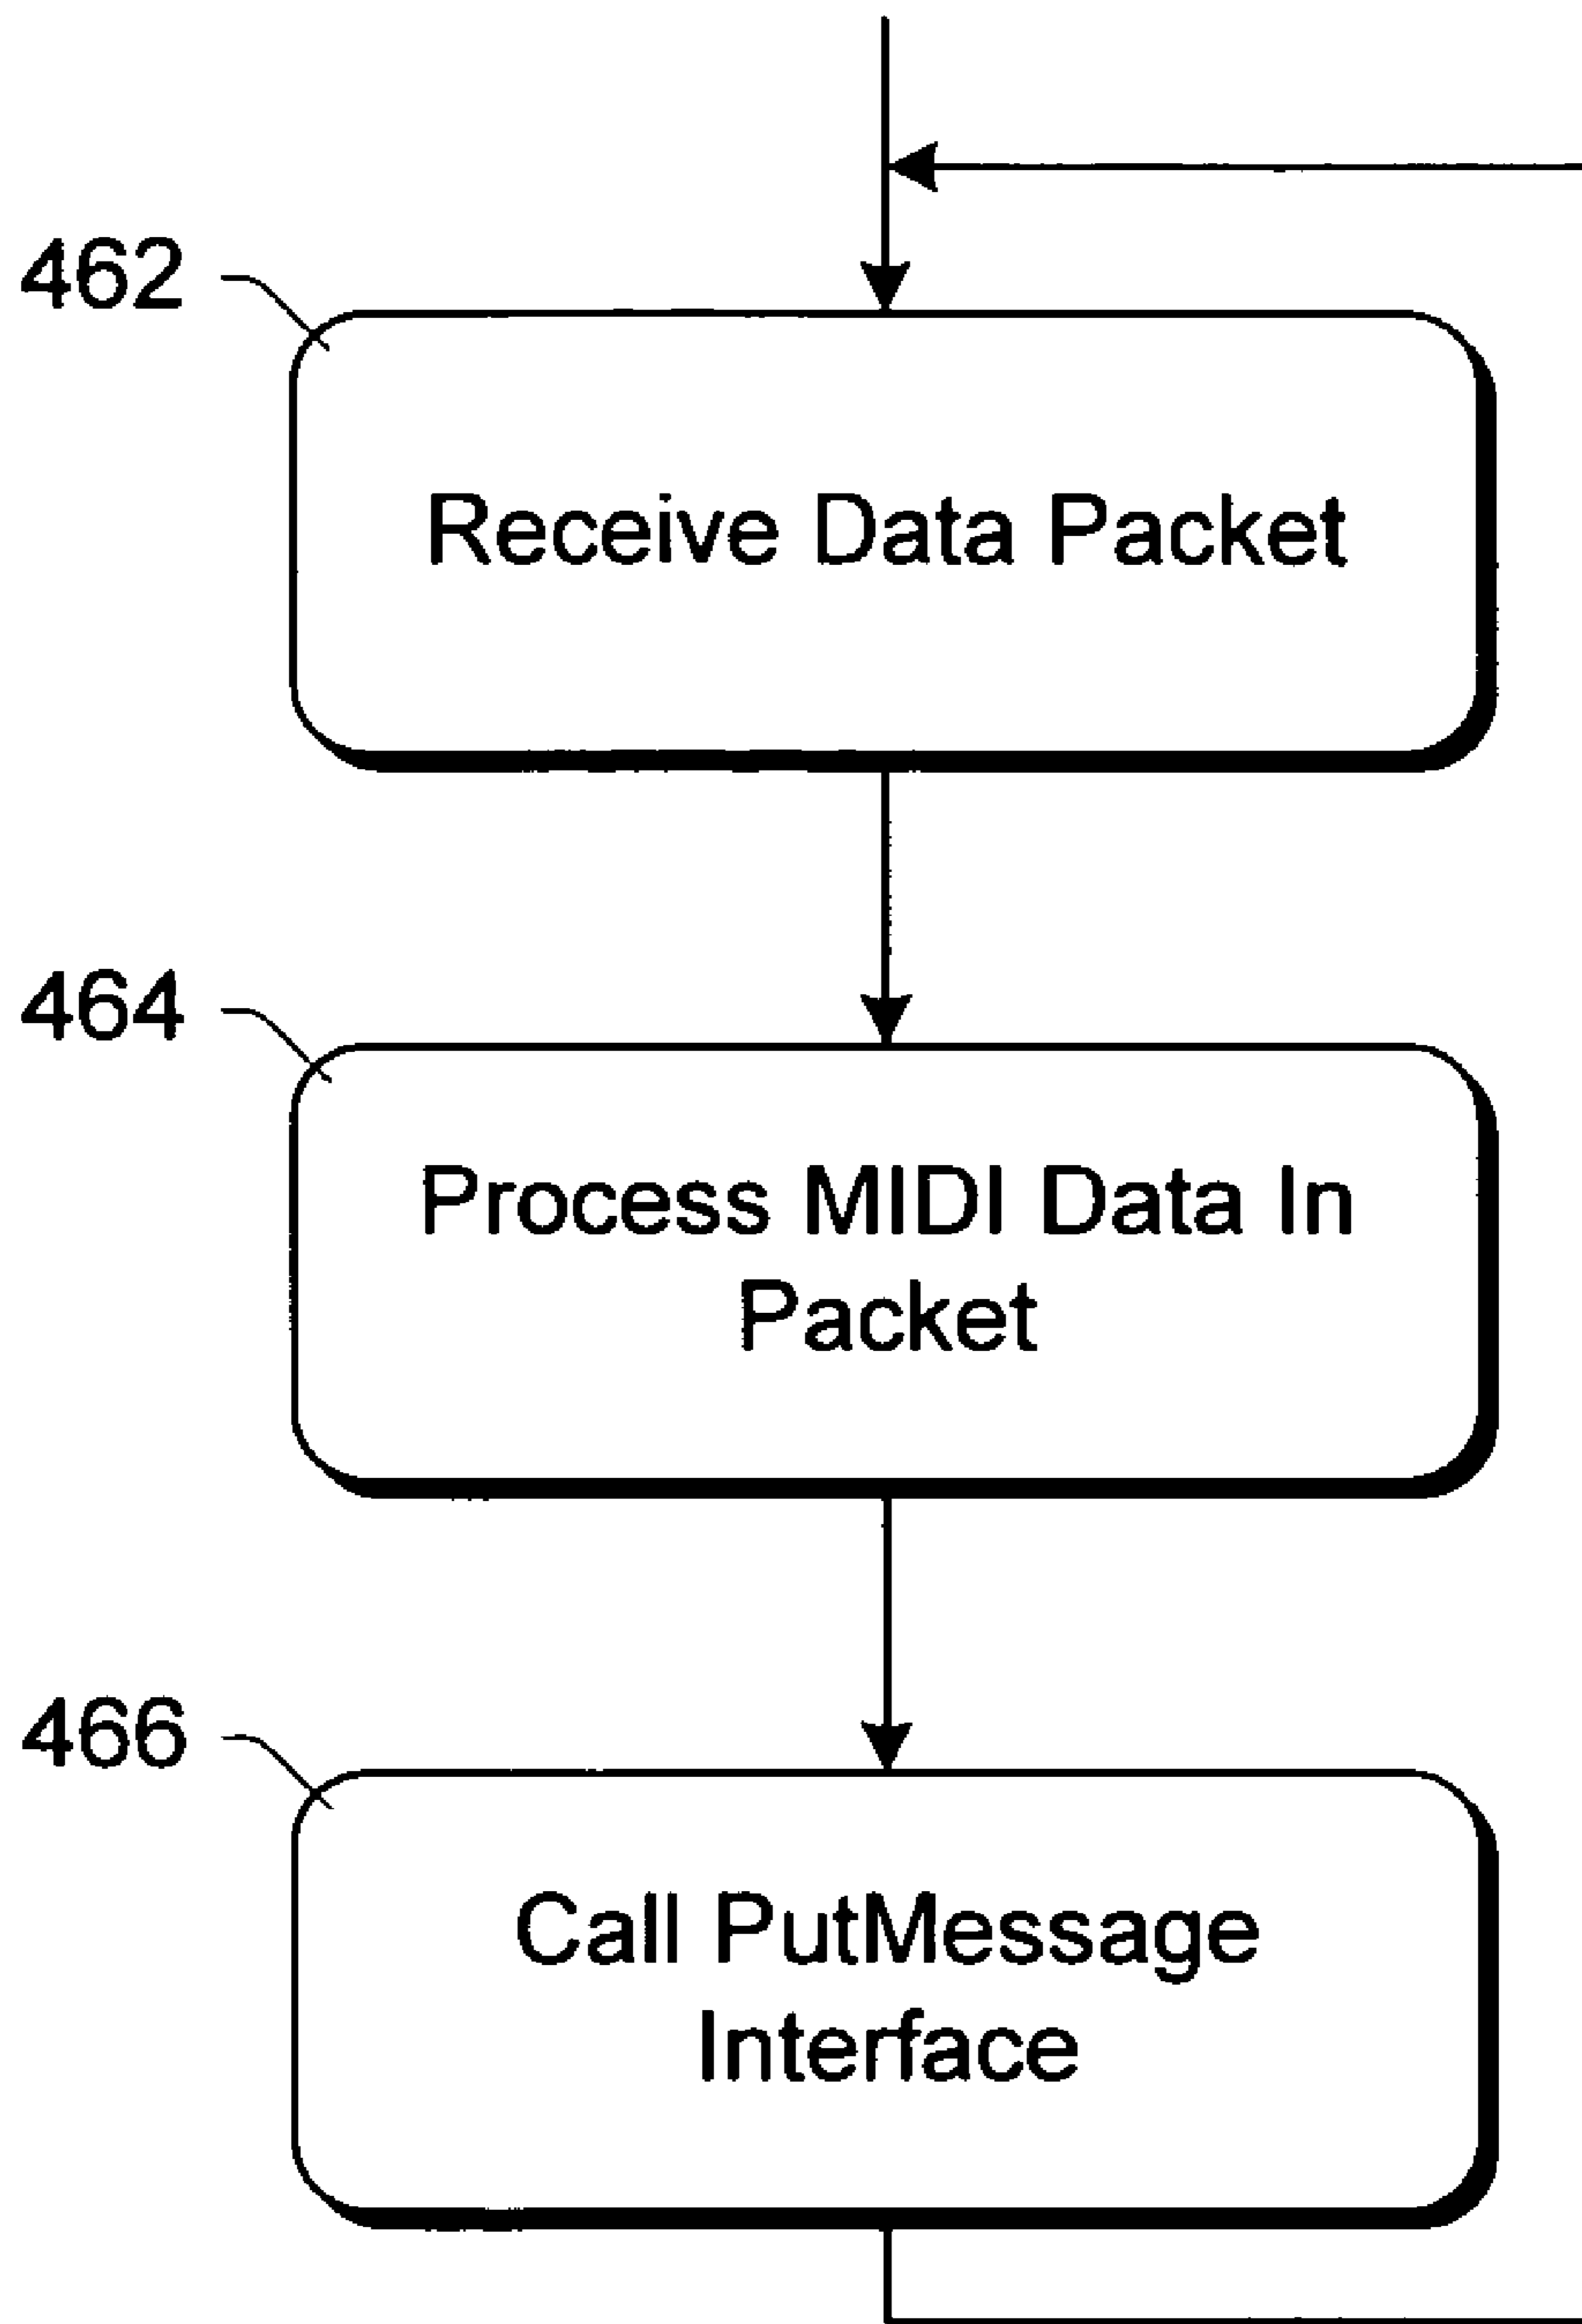 462
Receive Data Packet
464
Process MIDI Data In
Packet
466
Call PutMessage
Interface